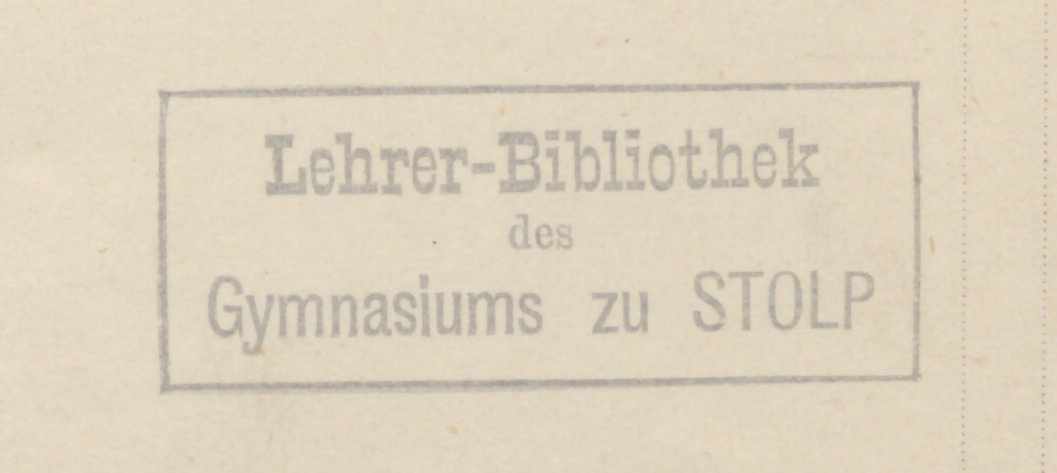 Lehrer-Bibliothek
des
Gymnasiums zu STOLP